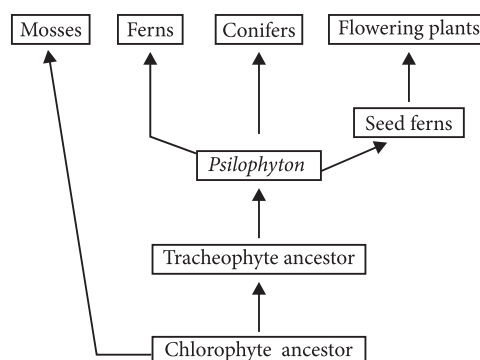 Mosses
Ferns
Conifers
Flowering plants
Seed ferns
Psilophyton
Tracheophyte ancestor
Chlorophyte ancestor